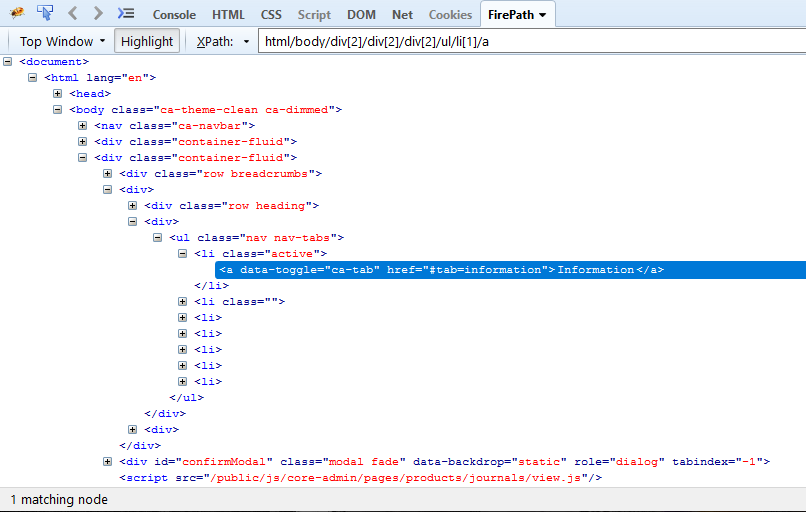 Console HTML CSS Script DOM Net Cookies FirePath
Top Window Highlight XPath: html/body/div[2]/div[2]/div[2]/ul/li[1]/a
<document>
<html lang="en">
<head>
<body class="ca-theme-clean ca-dimmed">
<nav class="ca-navbar">
<div class="container-fluid">
<div class="container-fluid">
<div class="row breadcrumbs">
<div>
<div class="row heading">
<div>
<ul class="nav nav-tabs">
<li class="active">
<a data-toggle="ca-tab" href="#tab=information">Information</a>
</li>
<li class="">
<li>
<li>
<li>
<li>
<li>
</ul>
</div>
<div>
</div>
<div id="confirmModal" class="modal fade" data-backdrop="static" role="dialog" tabindex="-1">
<script src="/public/js/core-admin/pages/products/journals/view.js"/>
1 matching node